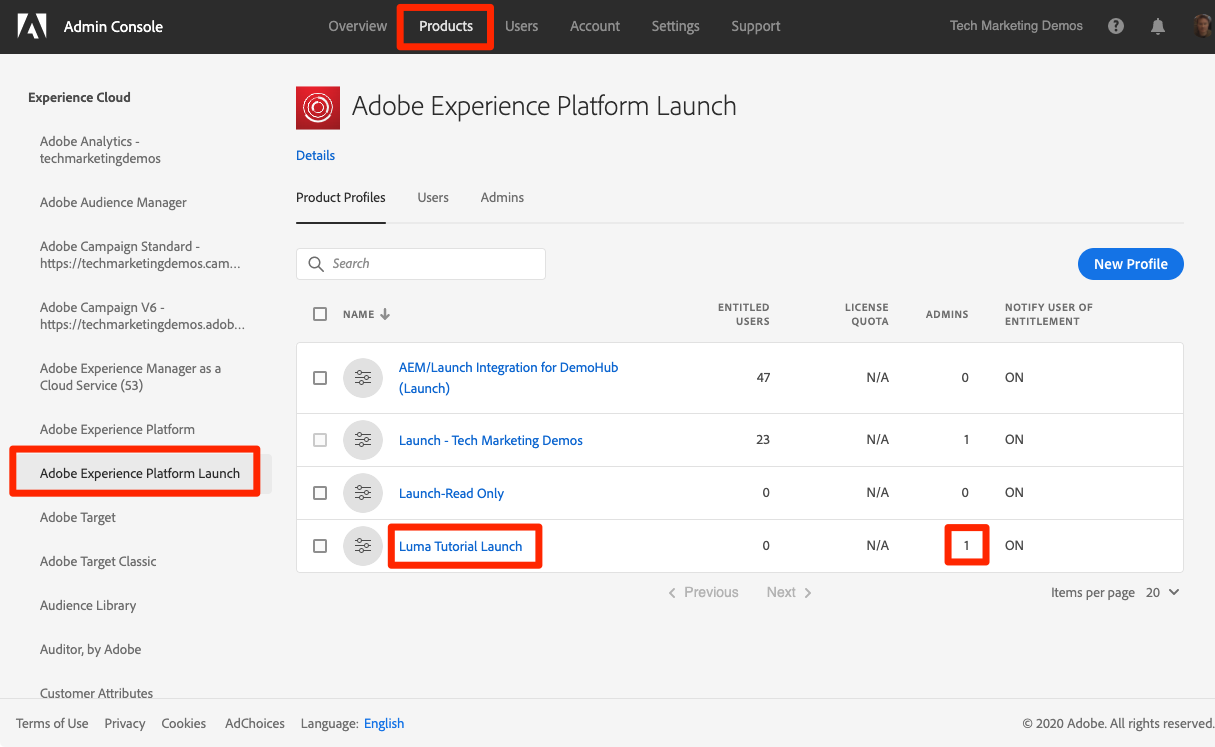 Admin Console
Overview
Products
Users
Account
Settings
Support
Tech Marketing Demos
Experience Cloud
Adobe Analytics -
techmarketingdemos
Adobe Audience Manager
Adobe Campaign Standard -
https://techmarketingdemos.cam...
Adobe Campaign V6 -
https://techmarketingdemos.adob...
Adobe Experience Manager as a
Cloud Service (53)
Adobe Experience Platform
Adobe Experience Platform Launch
Adobe Target
Adobe Target Classic
Audience Library
Auditor, by Adobe
Customer Attributes
Adobe Experience Platform Launch
Details
Product Profiles
Users
Admins
Search
New Profile
NAME
ENTITLED
USERS
LICENSE
QUOTA
ADMINS
NOTIFY USER OF
ENTITLEMENT
AEM/Launch Integration for DemoHub
(Launch)
47
N/A
0
ON
Launch - Tech Marketing Demos
23
N/A
1
ON
Launch-Read Only
0
N/A
0
ON
Luma Tutorial Launch
0
N/A
1
ON
Previous
Next
Items per page 20
Terms of Use
Privacy
Cookies
AdChoices
Language: English
© 2020 Adobe. All rights reserved.